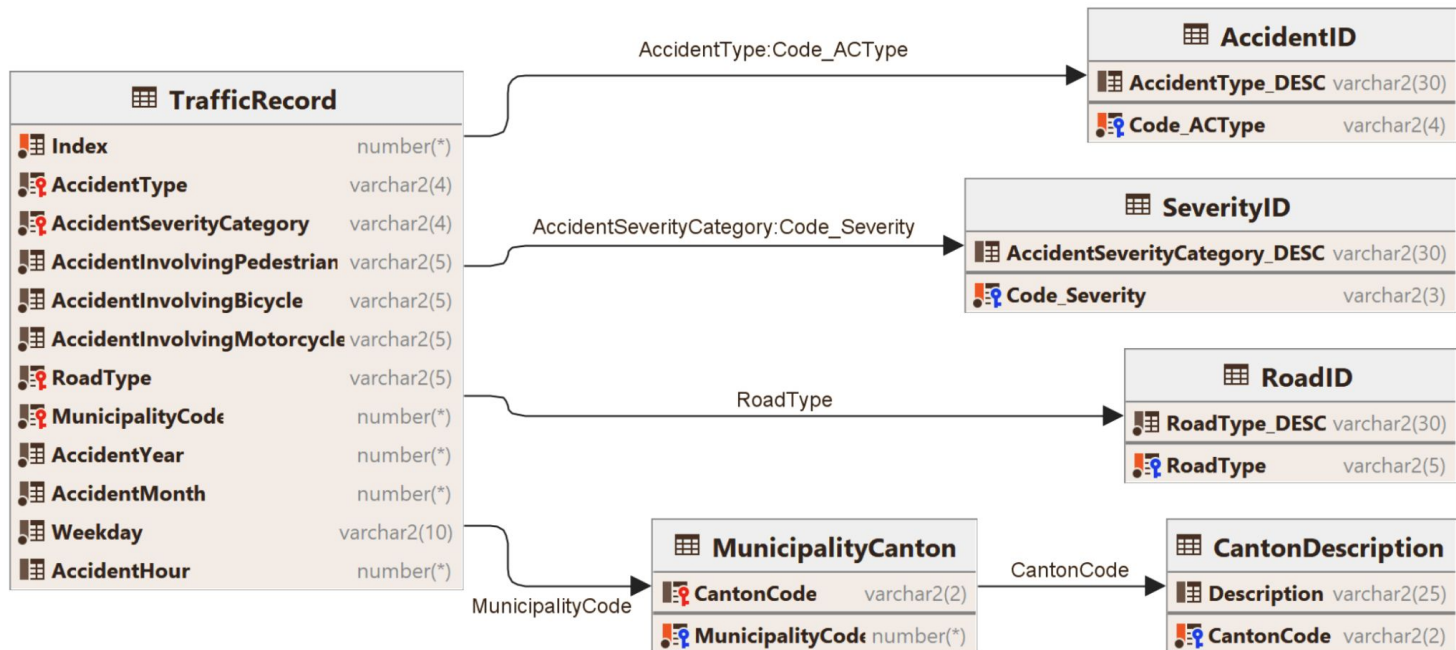 TrafficRecord
Index number(*)
AccidentType varchar2(4)
AccidentSeverityCategory varchar2(4)
AccidentInvolvingPedestrian varchar2(5)
AccidentInvolvingBicycle varchar2(5)
AccidentInvolvingMotorcycle varchar2(5)
RoadType varchar2(5)
MunicipalityCode number(*)
AccidentYear number(*)
AccidentMonth number(*)
Weekday varchar2(10)
AccidentHour number(*)
AccidentType:Code_ACType
AccidentID
AccidentType_DESC varchar2(30)
Code_ACType varchar2(4)
AccidentSeverityCategory:Code_Severity
SeverityID
AccidentSeverityCategory_DESC varchar2(30)
Code_Severity varchar2(3)
RoadType
RoadID
RoadType_DESC varchar2(30)
RoadType varchar2(5)
MunicipalityCode
MunicipalityCanton
CantonCode varchar2(2)
MunicipalityCode number(*)
CantonCode
CantonDescription
Description varchar2(25)
CantonCode varchar2(2)